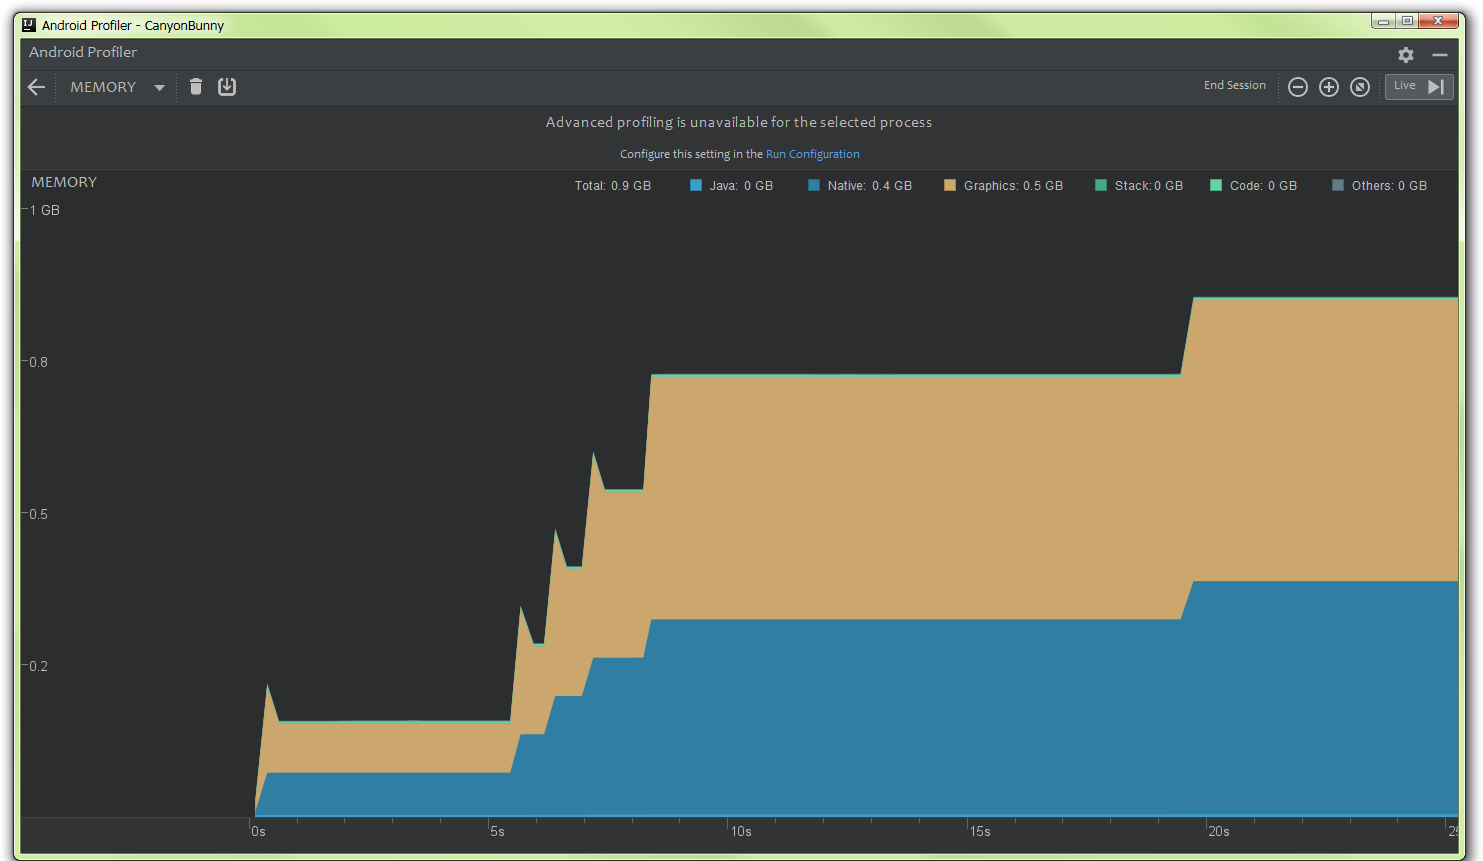 Android Profiler - CanyonBunny
Android Profiler
MEMORY
End Session
Live
Advanced profiling is unavailable for the selected process
Configure this setting in the Run Configuration
MEMORY
Total: 0.9 GB Java: 0 GB Native: 0.4 GB Graphics: 0.5 GB Stack: 0 GB Code: 0 GB Others: 0 GB
1 GB
0.8
0.5
0.2
0s 5s 10s 15s 20s